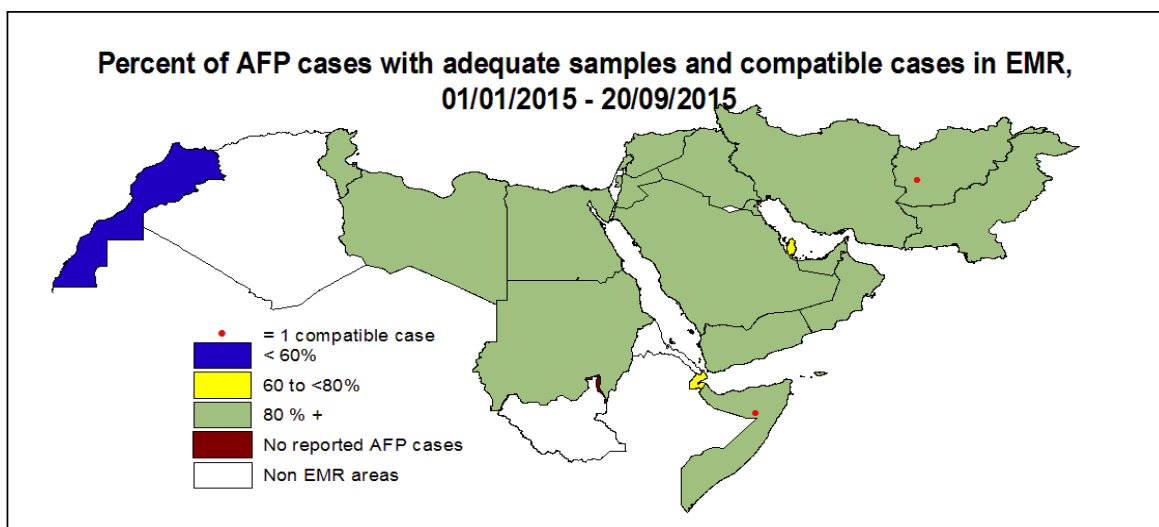 Percent of AFP cases with adequate samples and compatible cases in EMR,
01/01/2015 - 20/09/2015
= 1 compatible case
< 60%
60 to <80%
80 % +
No reported AFP cases
Non EMR areas